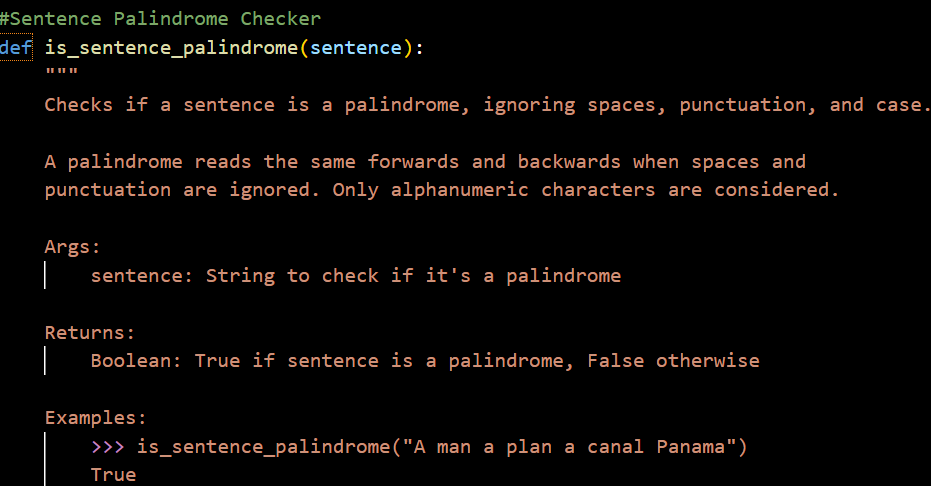 #Sentence Palindrome Checker
def is_sentence_palindrome(sentence):
    """
    Checks if a sentence is a palindrome, ignoring spaces, punctuation, and case.

    A palindrome reads the same forwards and backwards when spaces and
    punctuation are ignored. Only alphanumeric characters are considered.

    Args:
        sentence: String to check if it's a palindrome

    Returns:
        Boolean: True if sentence is a palindrome, False otherwise

    Examples:
        >>> is_sentence_palindrome("A man a plan a canal Panama")
        True